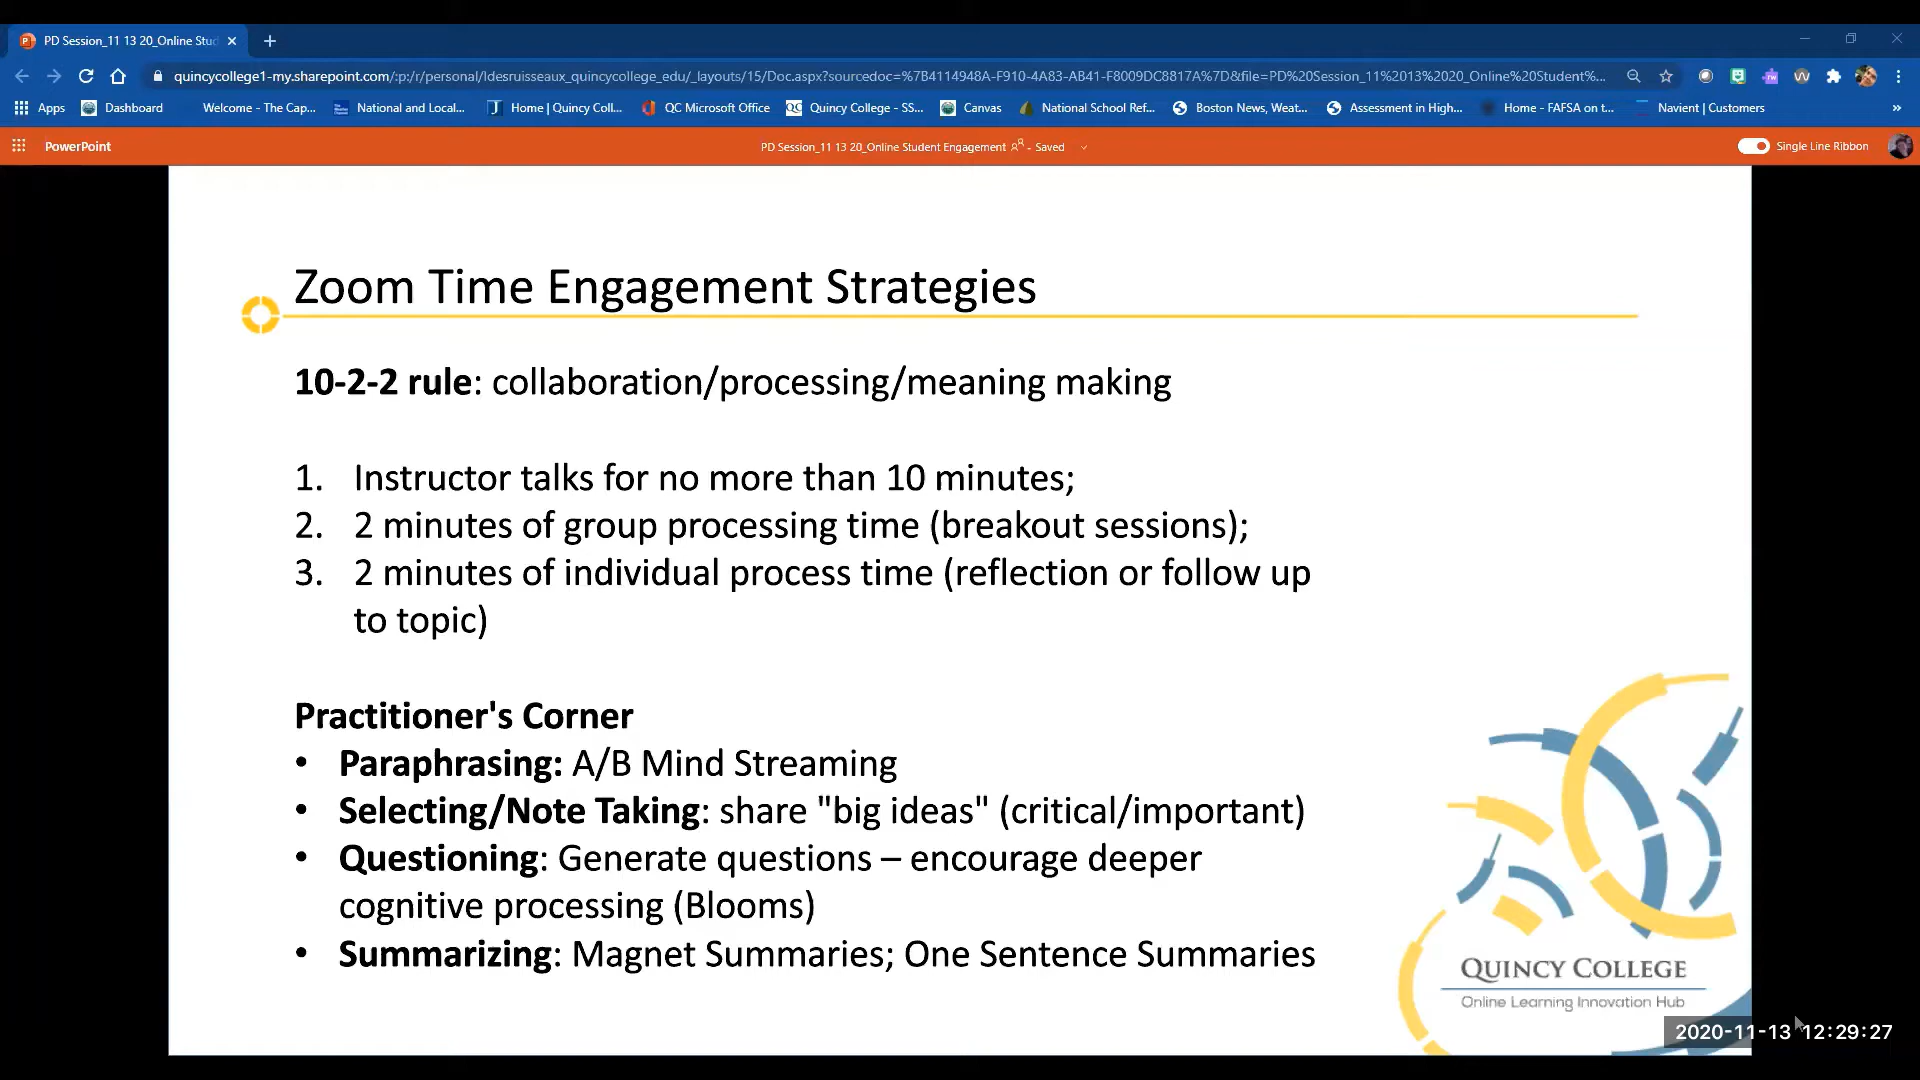 PD Session_11 13 20_Online Stud
quincycollege1-my.sharepoint.com/:p:/r/personal/ldesruisseaux_quincycollege_edu/_layouts/15/Doc.aspx?sourcedoc=%7B4114948A-F910-4A83-AB41-F8009DC8817A%7D&file=PD%20Session_11%2013%2020_Online%20Student%...
Apps Dashboard Welcome - The Cap... National and Local... Home | Quincy Coll... QC Microsoft Office Quincy College - SS... Canvas National School Ref... Boston News, Weat... Assessment in High... Home - FAFSA on t... Navient | Customers »
PowerPoint PD Session_11 13 20_Online Student Engagement - Saved Single Line Ribbon
Zoom Time Engagement Strategies
10-2-2 rule: collaboration/processing/meaning making
1. Instructor talks for no more than 10 minutes;
2. 2 minutes of group processing time (breakout sessions);
3. 2 minutes of individual process time (reflection or follow up
to topic)
Practitioner's Corner
• Paraphrasing: A/B Mind Streaming
• Selecting/Note Taking: share "big ideas" (critical/important)
• Questioning: Generate questions – encourage deeper
cognitive processing (Blooms)
• Summarizing: Magnet Summaries; One Sentence Summaries
QUINCY COLLEGE
Online Learning Innovation Hub
2020-11-13 12:29:27